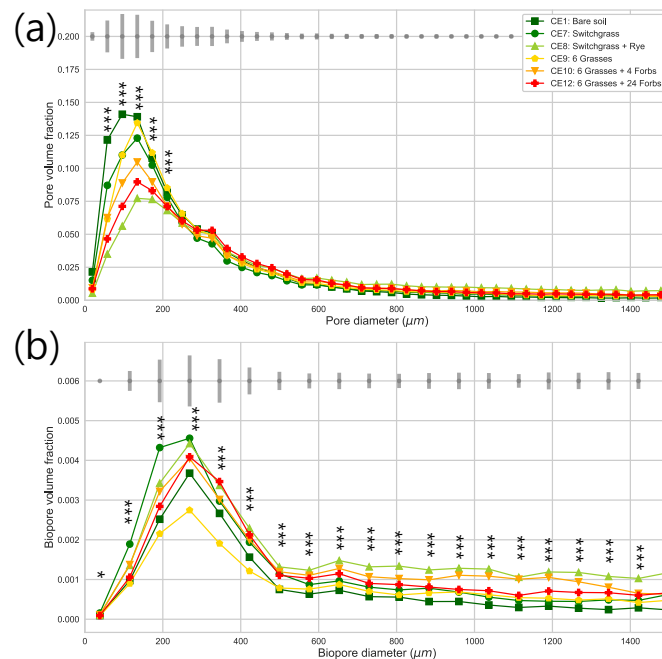 (a)
0.200
0.175
0.150
0.125
0.100
0.075
0.050
0.025
0.000
Pore volume fraction
CE1: Bare soil
CE7: Switchgrass
CE8: Switchgrass + Rye
CE9: 6 Grasses
CE10: 6 Grasses + 4 Forbs
CE12: 6 Grasses + 24 Forbs
*** *** *** *** ***
0 200 400 600 800 1000 1200 1400
Pore diameter (μm)
(b)
0.006
0.005
0.004
0.003
0.002
0.001
0.000
Biopore volume fraction
* *** *** *** *** *** *** *** *** *** *** *** *** *** *** *** ***
0 200 400 600 800 1000 1200 1400
Biopore diameter (μm)